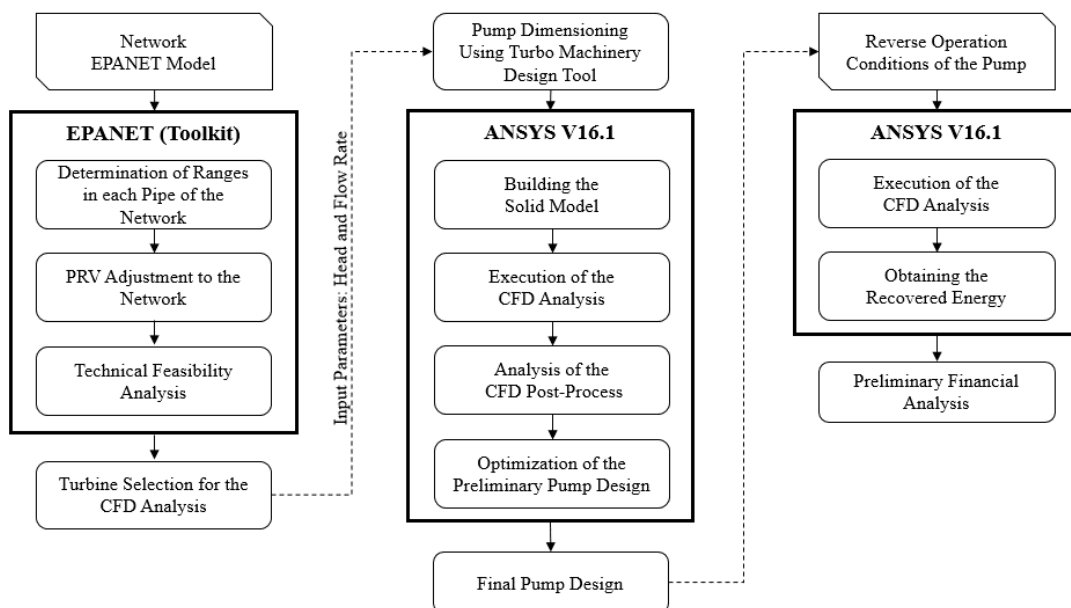 Network
EPANET Model
EPANET (Toolkit)
Determination of Ranges
in each Pipe of the
Network
PRV Adjustment to the
Network
Technical Feasibility
Analysis
Turbine Selection for the
CFD Analysis
Input Parameters: Head and Flow Rate
Pump Dimensioning
Using Turbo Machinery
Design Tool
ANSYS V16.1
Building the
Solid Model
Execution of the
CFD Analysis
Analysis of the
CFD Post-Process
Optimization of the
Preliminary Pump Design
Final Pump Design
Reverse Operation
Conditions of the Pump
ANSYS V16.1
Execution of the
CFD Analysis
Obtaining the
Recovered Energy
Preliminary Financial
Analysis